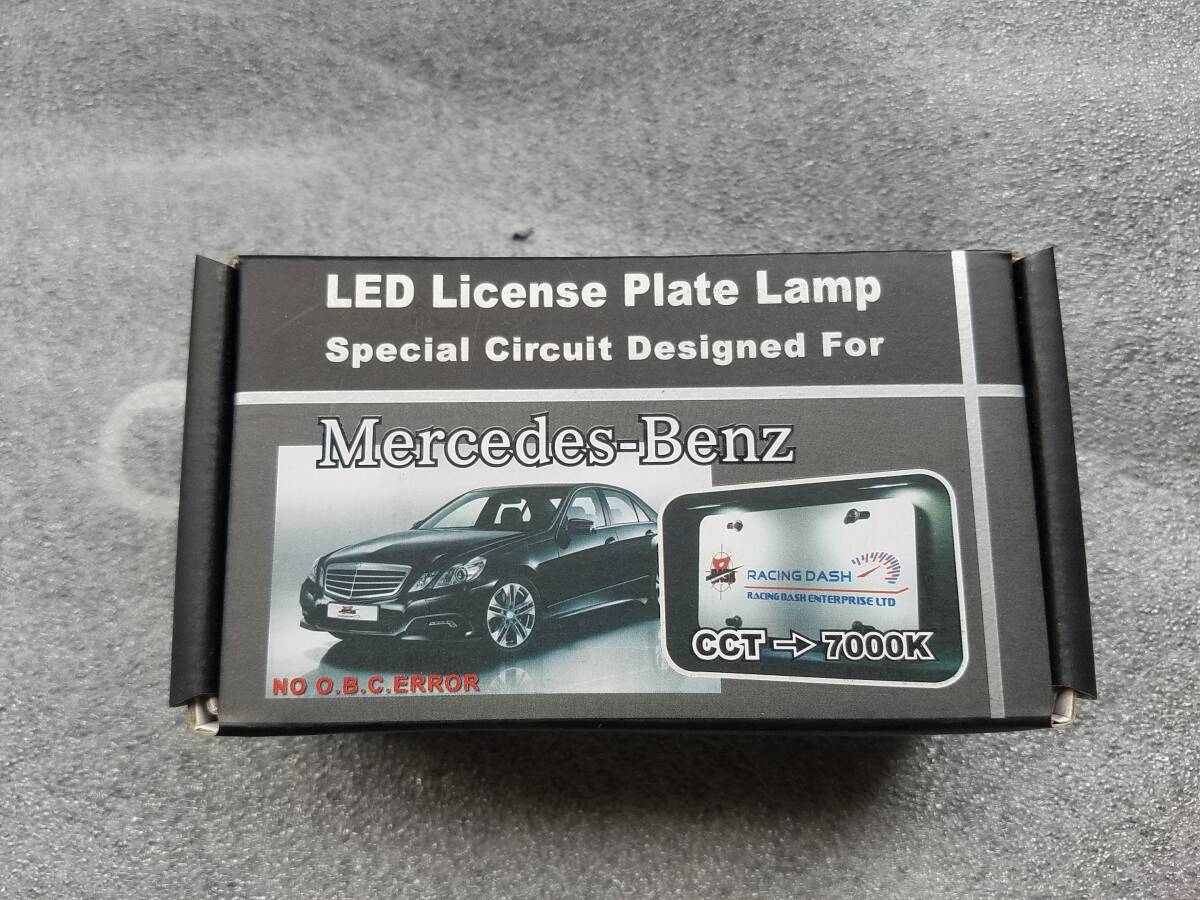 LED License Plate Lamp
Special Circuit Designed For
Mercedes-Benz
DASH
RACING DASH
RACING DASH ENTERPRISE LTD
CCT → 7000K
NO O.B.C.ERROR